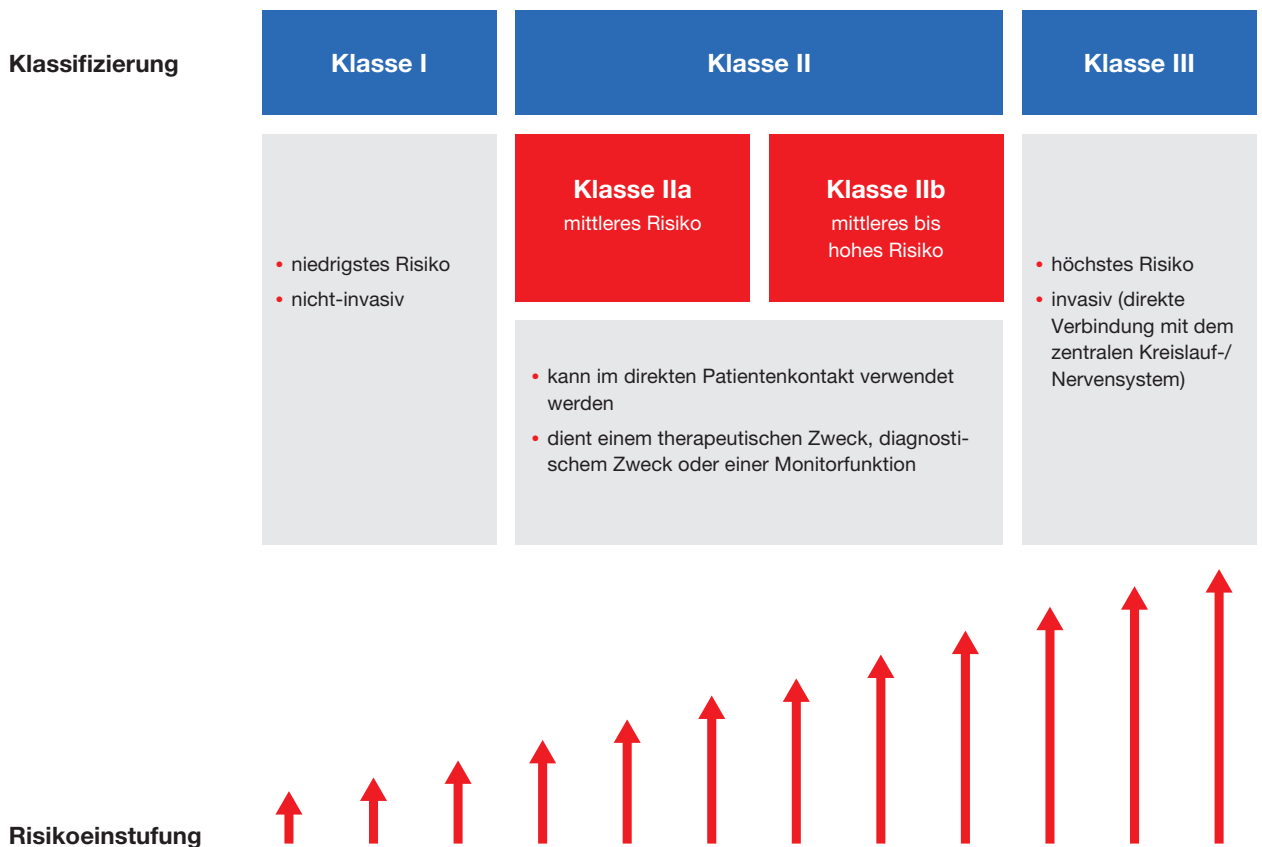 Klassifizierung
Klasse I
Klasse II
Klasse III
• niedrigstes Risiko
• nicht-invasiv
Klasse IIa
mittleres Risiko
Klasse IIb
mittleres bis
hohes Risiko
• kann im direkten Patientenkontakt verwendet
werden
• dient einem therapeutischen Zweck, diagnosti-
schem Zweck oder einer Monitorfunktion
• höchstes Risiko
• invasiv (direkte
Verbindung mit dem
zentralen Kreislauf-/
Nervensystem)
Risikoeinstufung